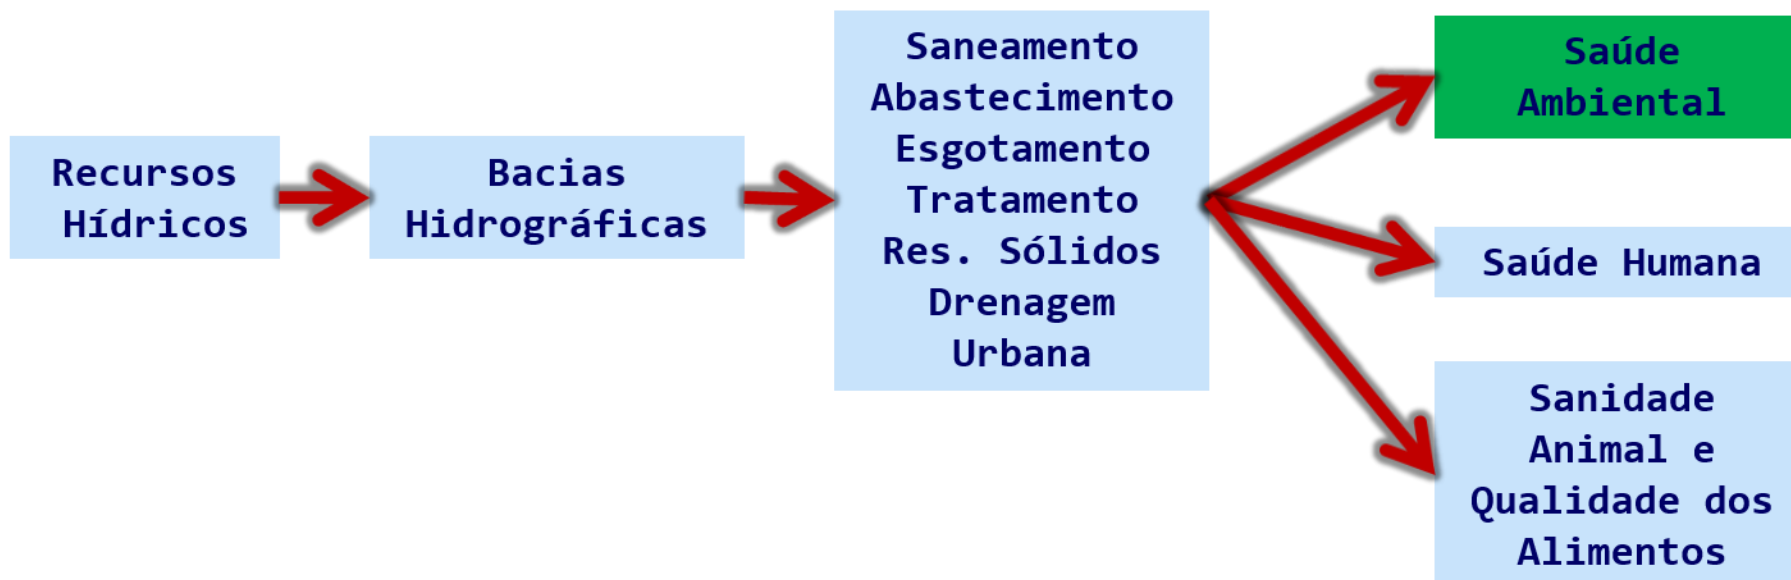 Recursos
Hídricos
Bacias
Hidrográficas
Saneamento
Abastecimento
Esgotamento
Tratamento
Res. Sólidos
Drenagem
Urbana
Saúde
Ambiental
Saúde Humana
Sanidade
Animal e
Qualidade dos
Alimentos